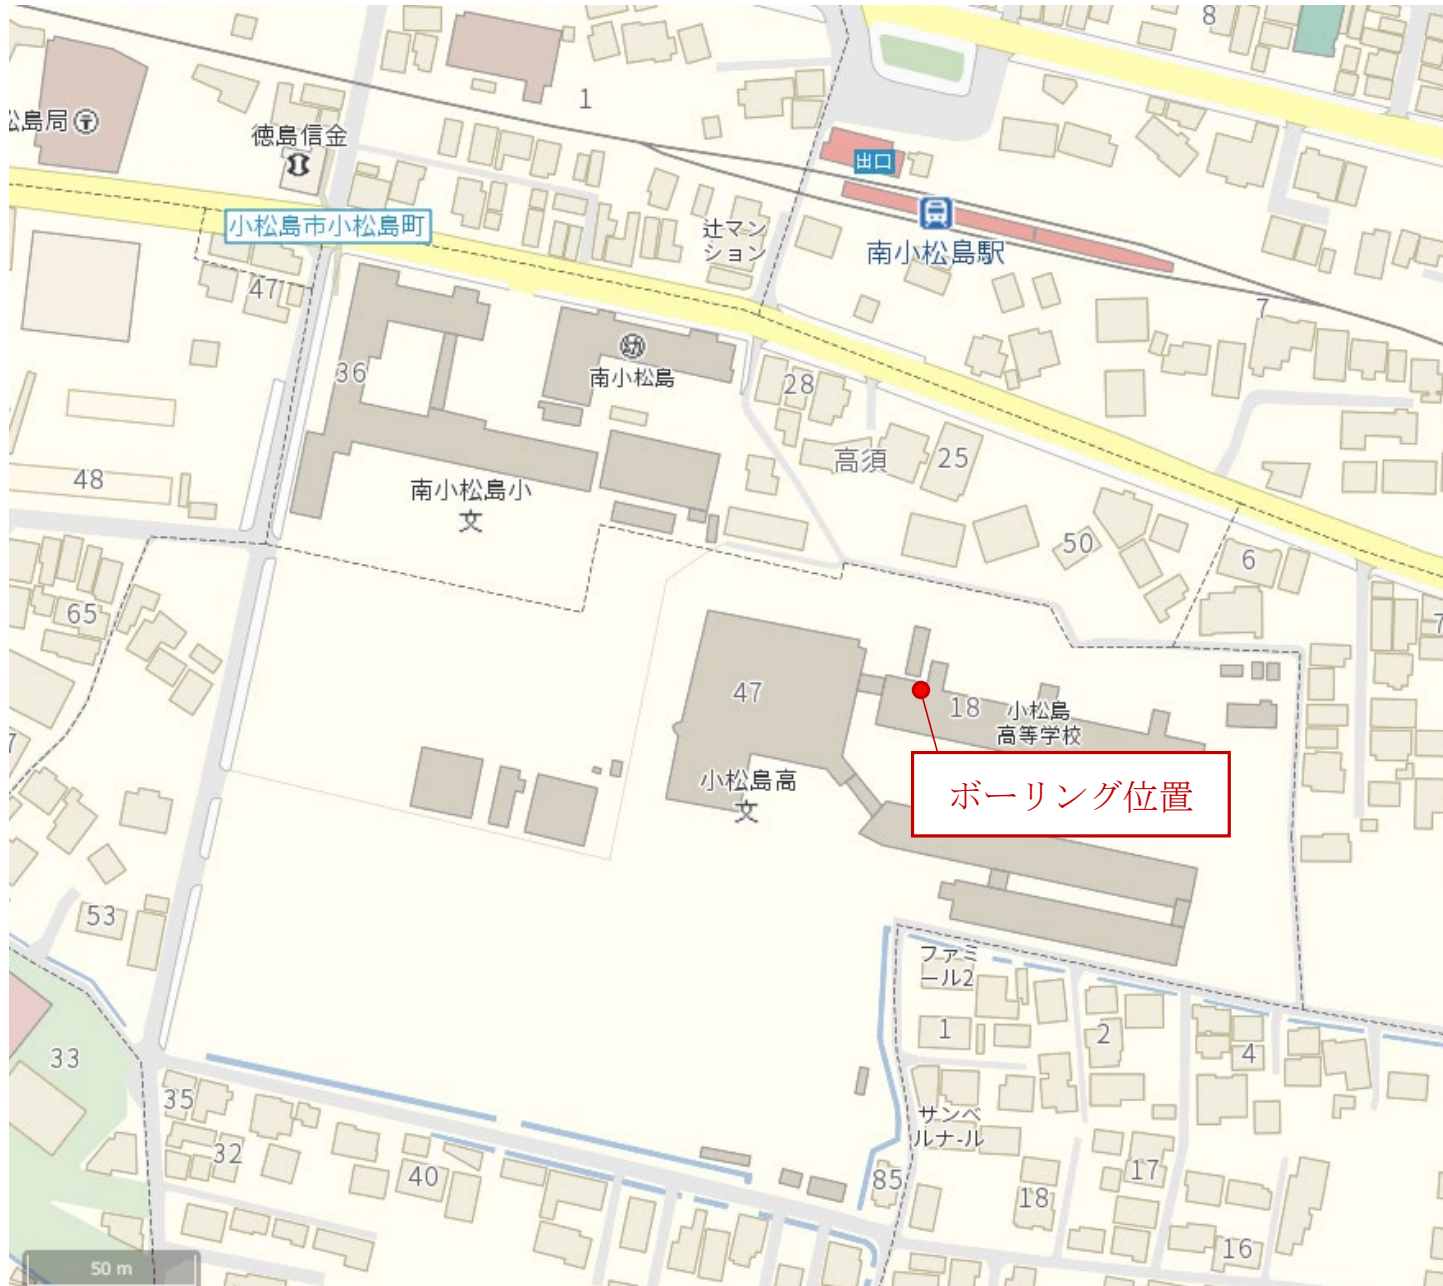 8
1
松島局
徳島信金
出口
小松島市小松島町
辻マン
ション
南小松島駅
47
7
36
幼
南小松島
28
高須
25
48
南小松島小
文
50
6
65
7
47
18
小松島
高等学校
7
小松島高
文
ボーリング位置
53
ファミ
ール2
1
2
4
33
35
サンベ
ルナール
32
40
85
17
18
16
50 m